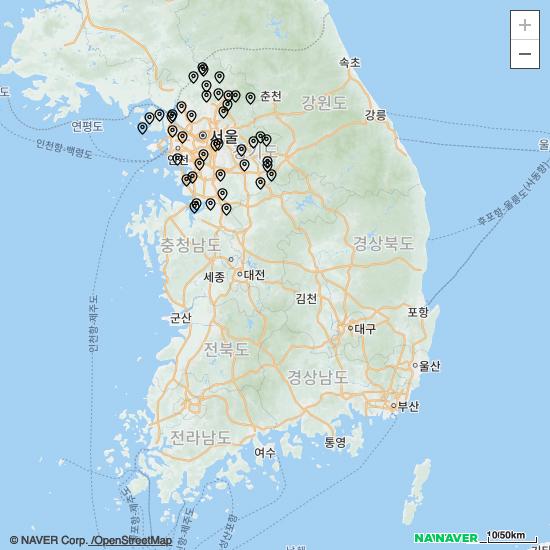 +
−
속초
춘천
강원도
강릉
연평도
서울
경기도
울
인천항-백령도
인천
후포항-울릉도(사동항)
충청남도
경상북도
세종
대전
인천항-제주도
김천
포항
군산
대구
전북도
경상남도
울산
부산
전라남도
여수
통영
© NAVER Corp. /OpenStreetMap
NAVER
10/50km